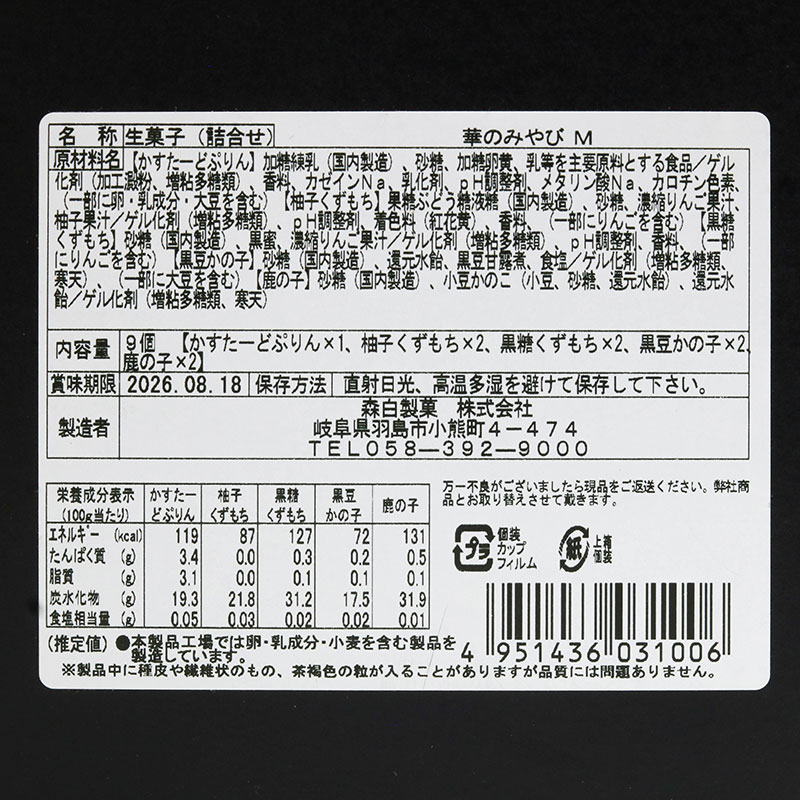 名 称 生菓子（詰合せ） 華のみやび M
原材料名 【かすたーどぷりん】加糖練乳（国内製造）、砂糖、加糖卵黄、乳等を主要原料とする食品／ゲル
化剤（加工澱粉、増粘多糖類）、香料、カゼインNa、乳化剤、pH調整剤、メタリン酸Na、カロチン色素、
（一部に卵・乳成分・大豆を含む）【柚子くずもち】果糖ぶどう糖液糖（国内製造）、砂糖、濃縮りんご果汁、
柚子果汁／ゲル化剤（増粘多糖類）、pH調整剤、着色料（紅花黄）、香料、（一部にりんごを含む）【黒糖
くずもち】砂糖（国内製造）、黒蜜、濃縮りんご果汁／ゲル化剤（増粘多糖類）、pH調整剤、香料、（一部
にりんごを含む）【黒豆かの子】砂糖（国内製造）、還元水飴、黒豆甘露煮、食塩／ゲル化剤（増粘多糖類、
寒天）、（一部に大豆を含む）【鹿の子】砂糖（国内製造）、小豆かのこ（小豆、砂糖、還元水飴）、還元水
飴／ゲル化剤（増粘多糖類、寒天）
内容量 9個 【かすたーどぷりん×1、柚子くずもち×2、黒糖くずもち×2、黒豆かの子×2、
鹿の子×2】
賞味期限 2026.08.18 保存方法 直射日光、高温多湿を避けて保存して下さい。
製造者 森白製菓 株式会社
岐阜県羽島市小熊町4－474
TEL058－392－9000
栄養成分表示（100g当たり） かすたーどぷりん 柚子くずもち 黒糖くずもち 黒豆かの子 鹿の子
エネルギー (kcal) 119 87 127 72 131
たんぱく質 (g) 3.4 0.0 0.3 0.2 0.5
脂質 (g) 3.1 0.0 0.1 0.1 0.1
炭水化物 (g) 19.3 21.8 31.2 17.5 31.9
食塩相当量 (g) 0.05 0.03 0.02 0.02 0.01
（推定値） ●本製品工場では卵・乳成分・小麦を含む製品を
製造しています。
万一不良がございましたら現品をご返送ください。弊社商
品とお取り替えさせて戴きます。
プラ 個装
カップ
フィルム
紙 上箱
個装
4 951436 031006
※製品中に種皮や繊維状のもの、茶褐色の粒が入ることがありますが品質には問題ありません。